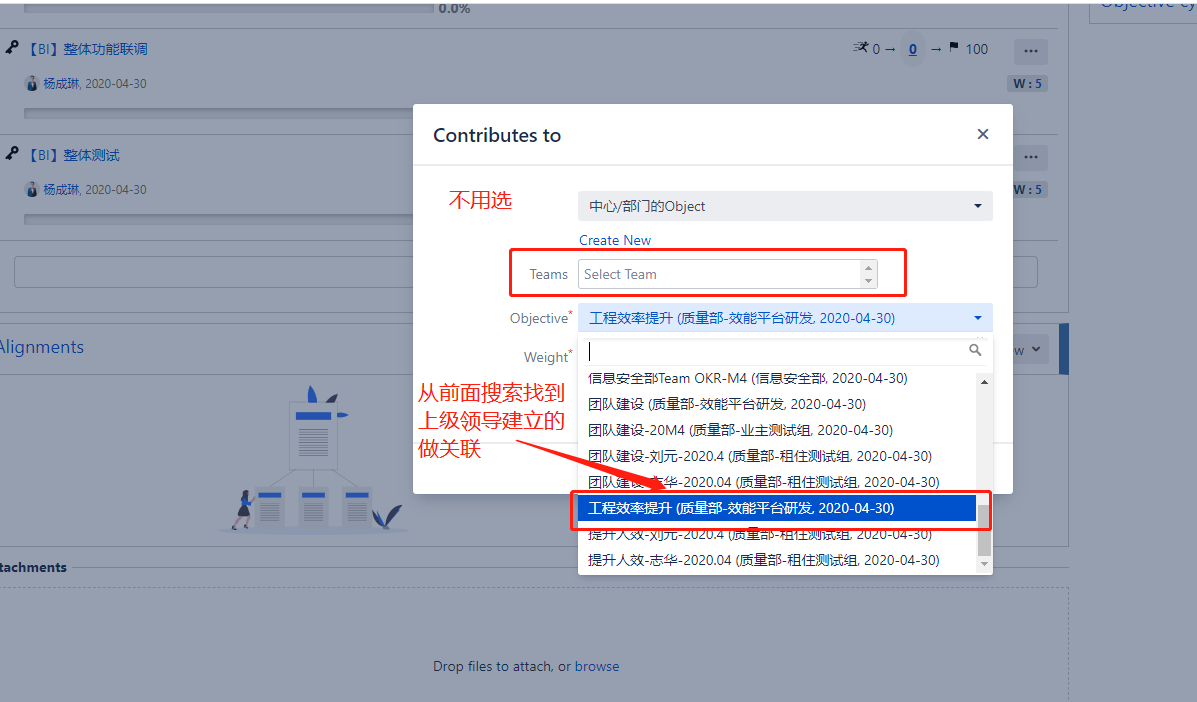 0.0%
Objective cy
【BI】整体功能联调
0 → 0 → 100
...
杨成琳, 2020-04-30
W : 5
Contributes to
【BI】整体测试
...
杨成琳, 2020-04-30
W : 5
不用选
中心/部门的Object
Create New
Teams
Select Team
Objective*
工程效率提升 (质量部-效能平台研发, 2020-04-30)
Alignments
Weight*
信息安全部Team OKR-M4 (信息安全部, 2020-04-30)
从前面搜索找到
上级领导建立的
做关联
团队建设 (质量部-效能平台研发, 2020-04-30)
团队建设-20M4 (质量部-业主测试组, 2020-04-30)
团队建设-刘元-2020.4 (质量部-租住测试组, 2020-04-30)
团队建设-志华-2020.04 (质量部-租住测试组, 2020-04-30)
工程效率提升 (质量部-效能平台研发, 2020-04-30)
提升人效-刘元-2020.4 (质量部-租住测试组, 2020-04-30)
提升人效-志华-2020.04 (质量部-租住测试组, 2020-04-30)
tachments
Drop files to attach, or browse